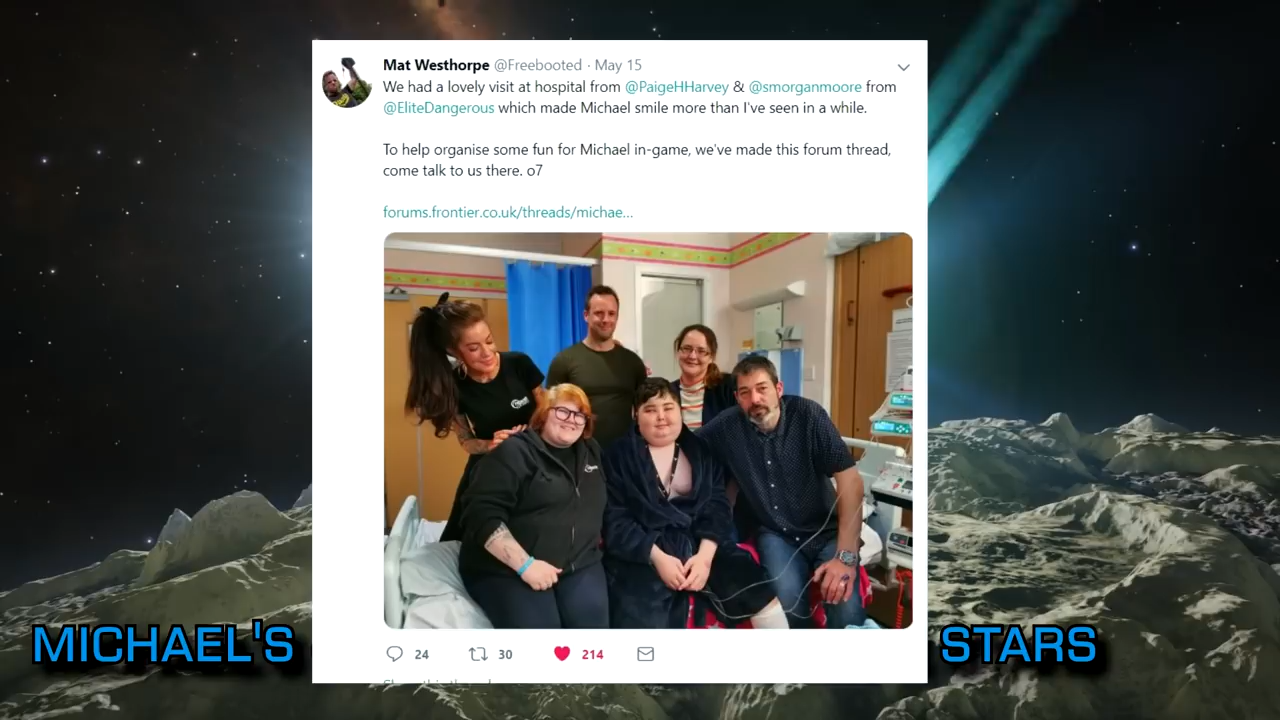 Mat Westhorpe @Freebooted · May 15
We had a lovely visit at hospital from @PaigeHHarvey & @smorganmoore from
@EliteDangerous which made Michael smile more than I've seen in a while.
To help organise some fun for Michael in-game, we've made this forum thread,
come talk to us there. o7
forums.frontier.co.uk/threads/michae...
24 30 214
MICHAEL'S STARS